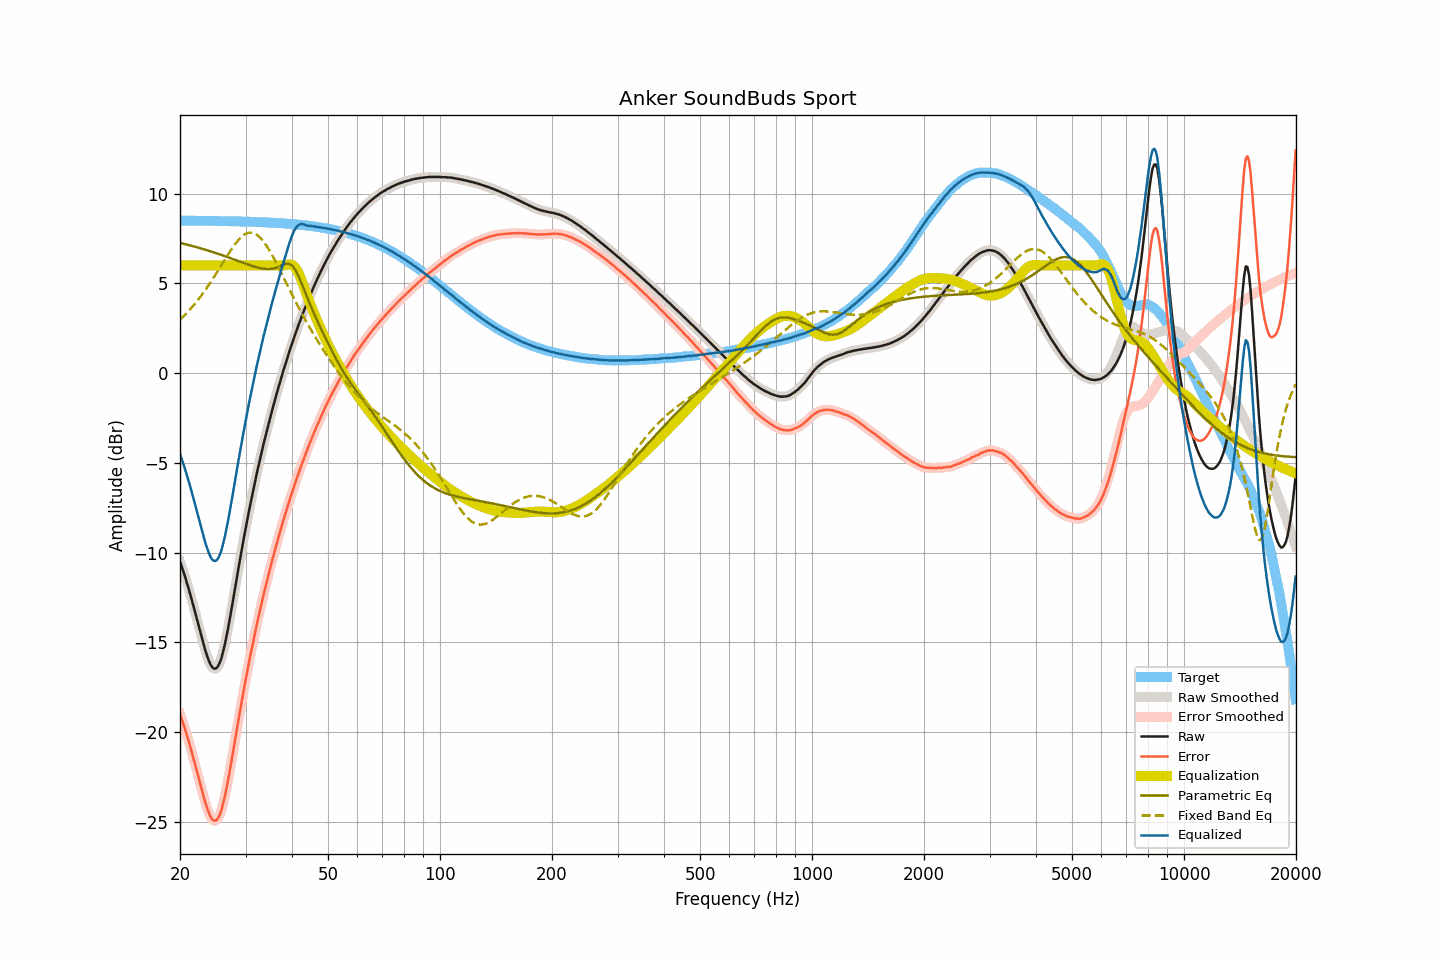 Anker SoundBuds Sport
10
5
0
−5
−10
−15
−20
−25
Amplitude (dBr)
20 50 100 200 500 1000 2000 5000 10000 20000
Frequency (Hz)
Target
Raw Smoothed
Error Smoothed
Raw
Error
Equalization
Parametric Eq
Fixed Band Eq
Equalized